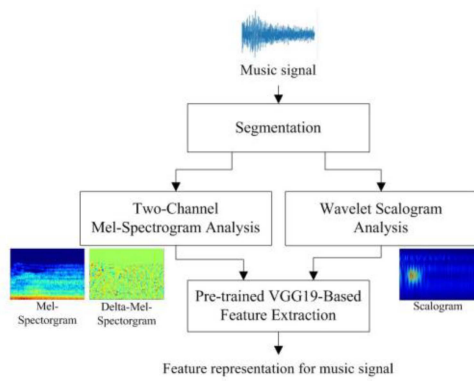 Music signal
Segmentation
Two-Channel
Mel-Spectrogram Analysis
Wavelet Scalogram
Analysis
Mel-
Spectorgram
Delta-Mel-
Spectorgram
Pre-trained VGG19-Based
Feature Extraction
Scalogram
Feature representation for music signal